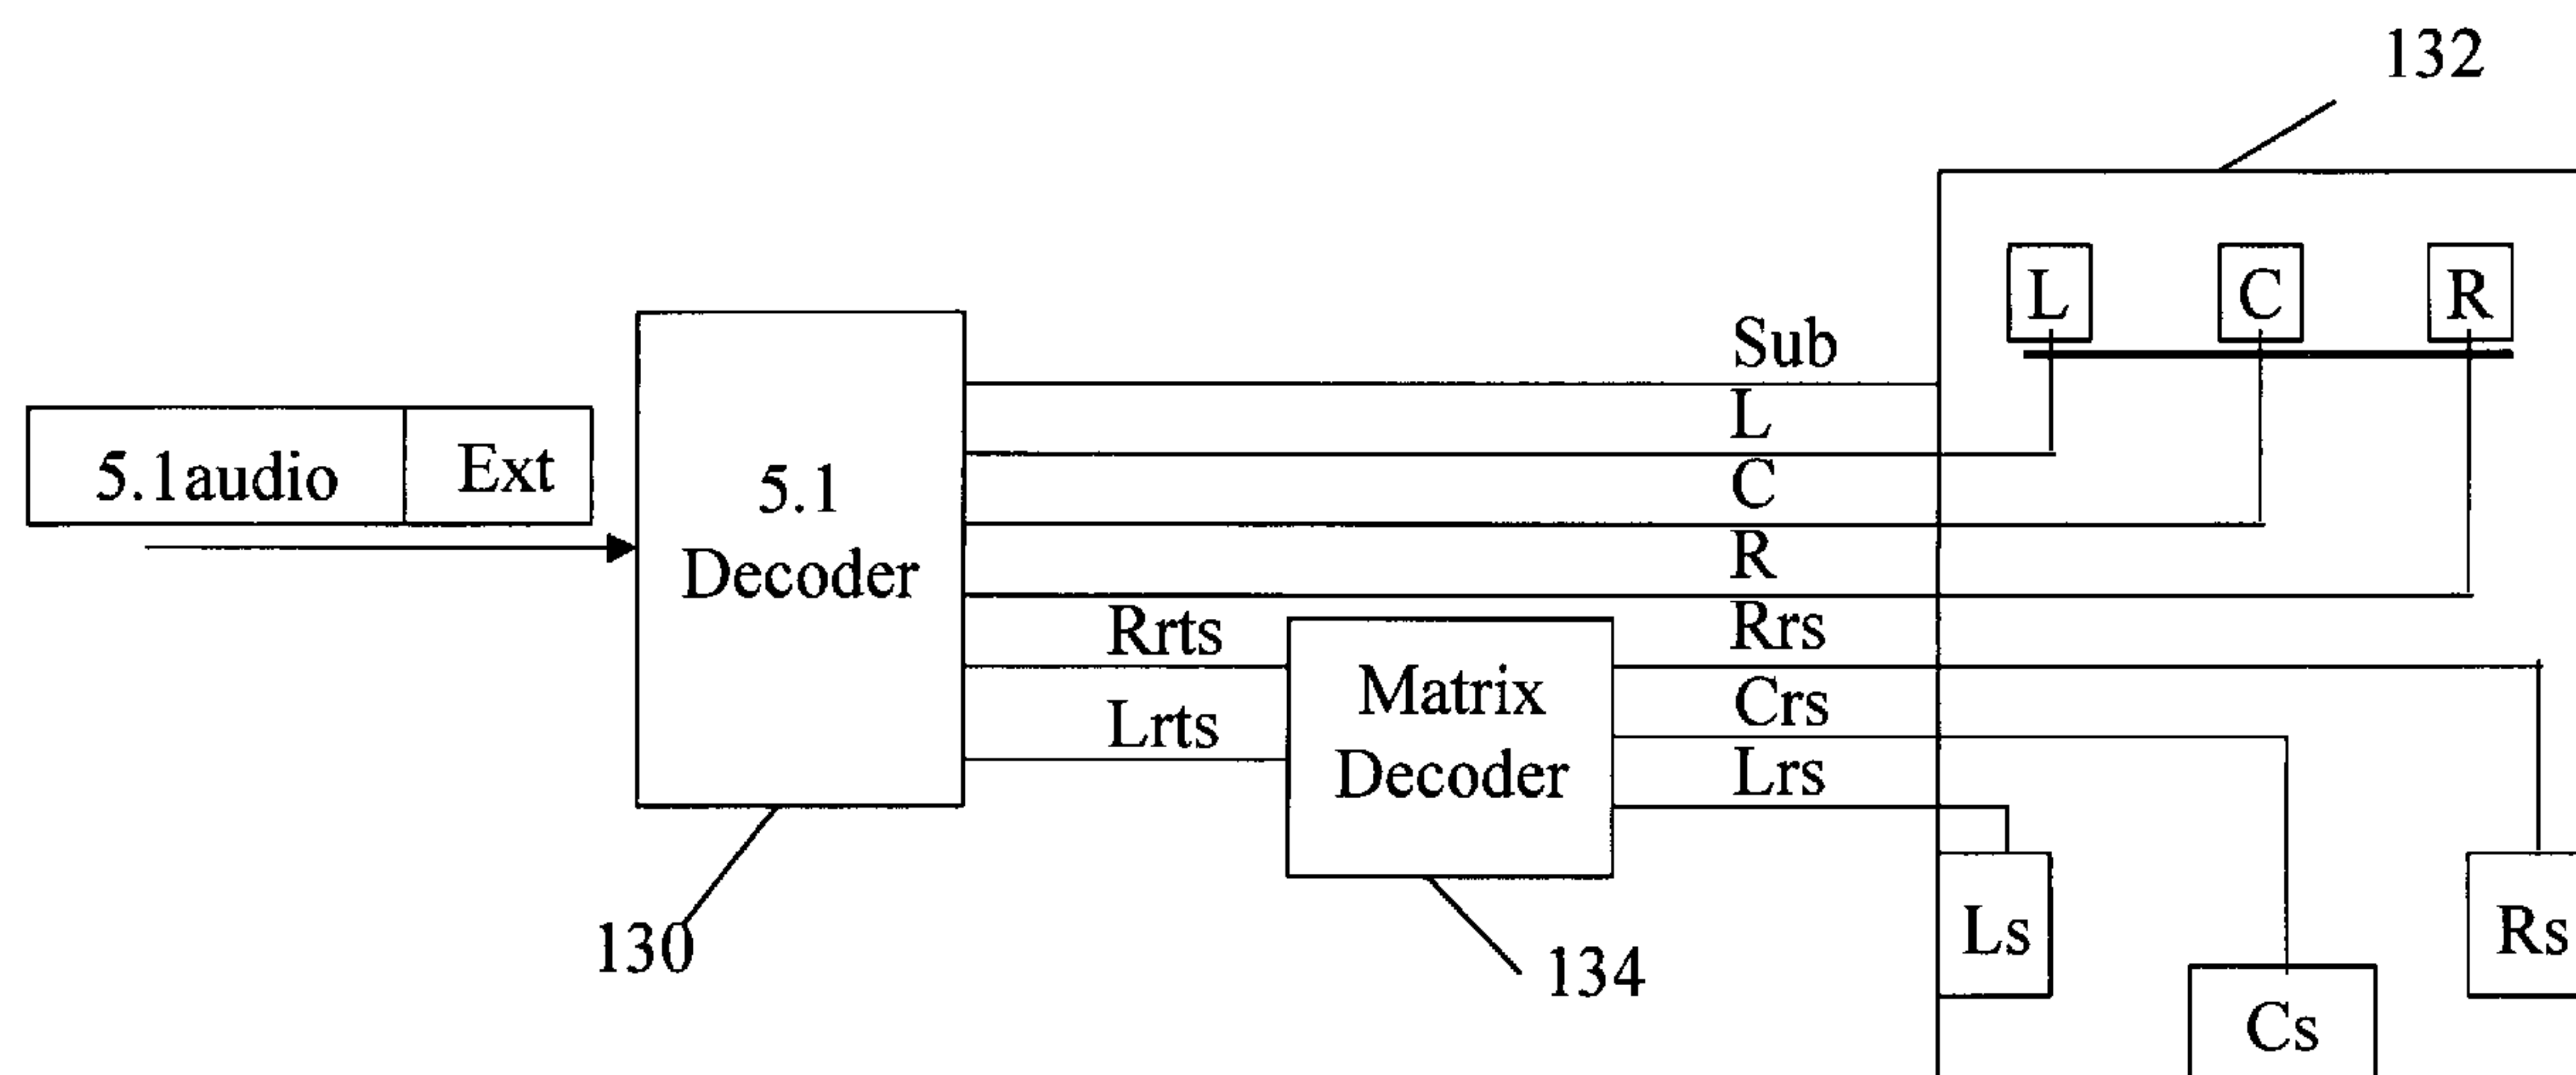 132
L
C
R
Sub
L
C
R
5.1audio
Ext
5.1
Decoder
Rrts
Lrts
Matrix
Decoder
Rrs
Crs
Lrs
130
134
Ls
Rs
Cs